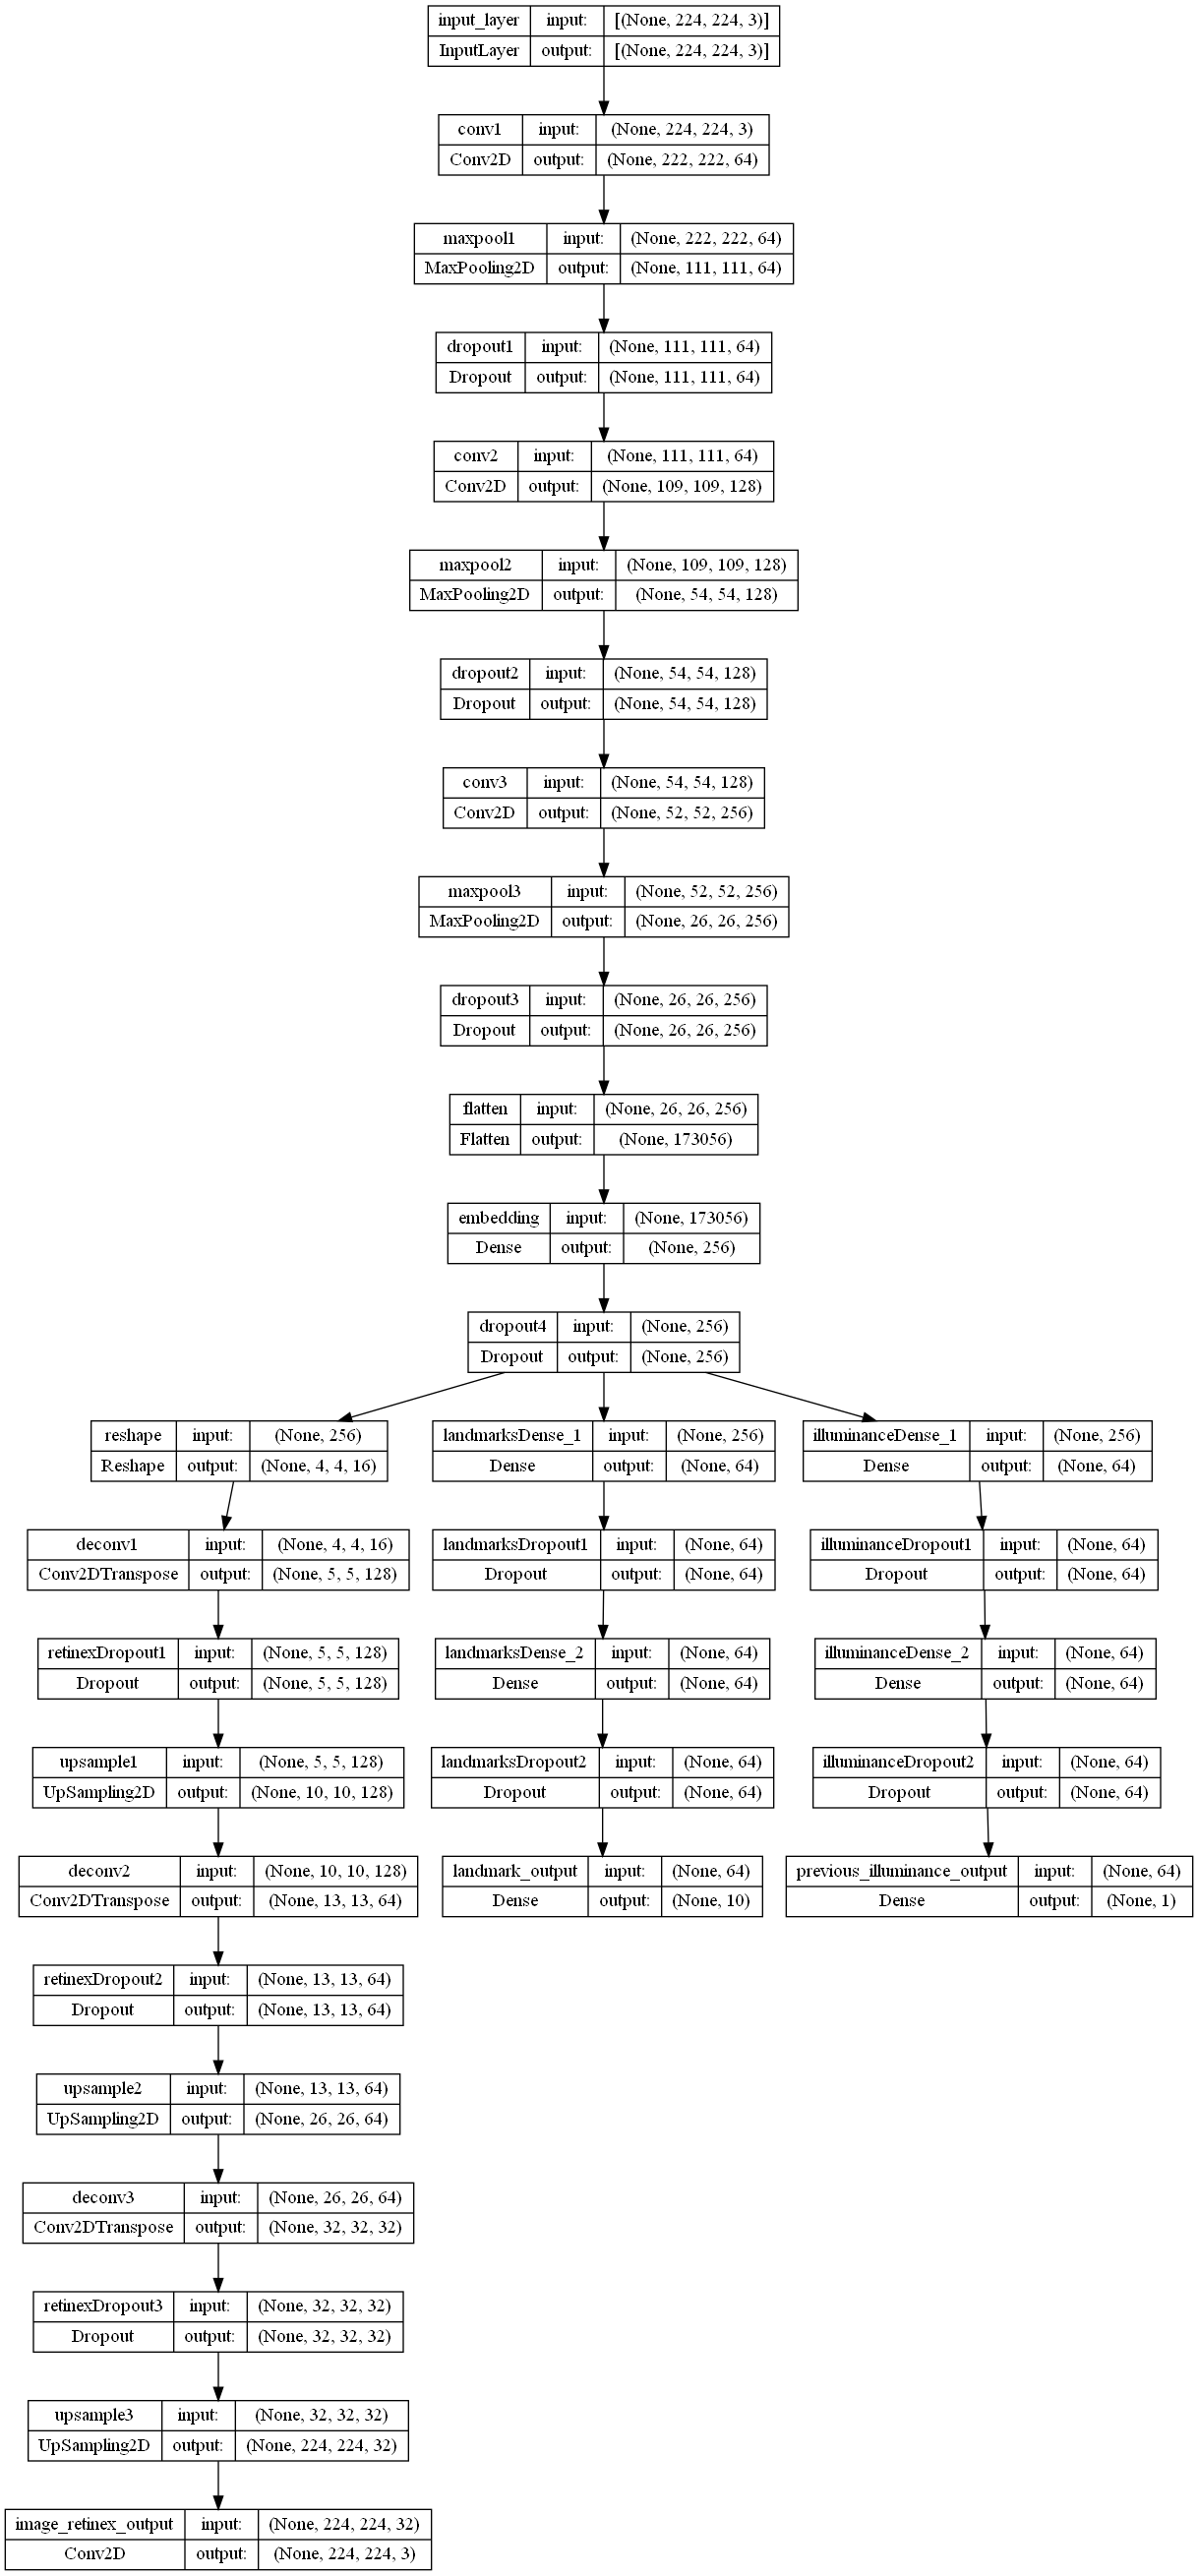 input_layer input: [(None, 224, 224, 3)]
InputLayer output: [(None, 224, 224, 3)]
conv1 input: (None, 224, 224, 3)
Conv2D output: (None, 222, 222, 64)
maxpool1 input: (None, 222, 222, 64)
MaxPooling2D output: (None, 111, 111, 64)
dropout1 input: (None, 111, 111, 64)
Dropout output: (None, 111, 111, 64)
conv2 input: (None, 111, 111, 64)
Conv2D output: (None, 109, 109, 128)
maxpool2 input: (None, 109, 109, 128)
MaxPooling2D output: (None, 54, 54, 128)
dropout2 input: (None, 54, 54, 128)
Dropout output: (None, 54, 54, 128)
conv3 input: (None, 54, 54, 128)
Conv2D output: (None, 52, 52, 256)
maxpool3 input: (None, 52, 52, 256)
MaxPooling2D output: (None, 26, 26, 256)
dropout3 input: (None, 26, 26, 256)
Dropout output: (None, 26, 26, 256)
flatten input: (None, 26, 26, 256)
Flatten output: (None, 173056)
embedding input: (None, 173056)
Dense output: (None, 256)
dropout4 input: (None, 256)
Dropout output: (None, 256)
reshape input: (None, 256) landmarksDense_1 input: (None, 256) illuminanceDense_1 input: (None, 256)
Reshape output: (None, 4, 4, 16) Dense output: (None, 64) Dense output: (None, 64)
deconv1 input: (None, 4, 4, 16) landmarksDropout1 input: (None, 64) illuminanceDropout1 input: (None, 64)
Conv2DTranspose output: (None, 5, 5, 128) Dropout output: (None, 64) Dropout output: (None, 64)
retinexDropout1 input: (None, 5, 5, 128) landmarksDense_2 input: (None, 64) illuminanceDense_2 input: (None, 64)
Dropout output: (None, 5, 5, 128) Dense output: (None, 64) Dense output: (None, 64)
upsample1 input: (None, 5, 5, 128) landmarksDropout2 input: (None, 64) illuminanceDropout2 input: (None, 64)
UpSampling2D output: (None, 10, 10, 128) Dropout output: (None, 64) Dropout output: (None, 64)
deconv2 input: (None, 10, 10, 128) landmark_output input: (None, 64) previous_illuminance_output input: (None, 64)
Conv2DTranspose output: (None, 13, 13, 64) Dense output: (None, 10) Dense output: (None, 1)
retinexDropout2 input: (None, 13, 13, 64)
Dropout output: (None, 13, 13, 64)
upsample2 input: (None, 13, 13, 64)
UpSampling2D output: (None, 26, 26, 64)
deconv3 input: (None, 26, 26, 64)
Conv2DTranspose output: (None, 32, 32, 32)
retinexDropout3 input: (None, 32, 32, 32)
Dropout output: (None, 32, 32, 32)
upsample3 input: (None, 32, 32, 32)
UpSampling2D output: (None, 224, 224, 32)
image_retinex_output input: (None, 224, 224, 32)
Conv2D output: (None, 224, 224, 3)